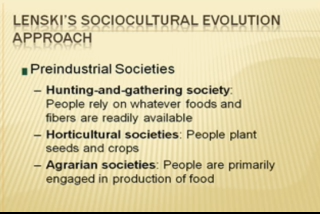 LENSKI'S SOCIOCULTURAL EVOLUTION
APPROACH
Preindustrial Societies
– Hunting-and-gathering society:
People rely on whatever foods and
fibers are readily available
– Horticultural societies: People plant
seeds and crops
– Agrarian societies: People are primarily
engaged in production of food